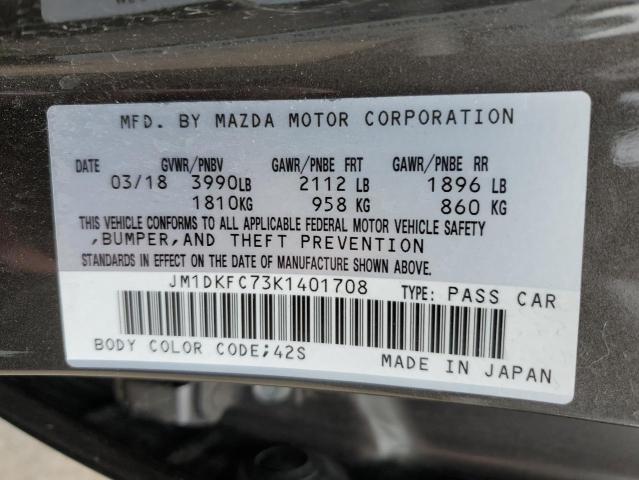 MFD. BY MAZDA MOTOR CORPORATION
DATE GVWR/PNBV GAWR/PNBE FRT GAWR/PNBE RR
03/18 3990LB 2112 LB 1896 LB
1810KG 958 KG 860 KG
THIS VEHICLE CONFORMS TO ALL APPLICABLE FEDERAL MOTOR VEHICLE SAFETY
,BUMPER,AND THEFT PREVENTION
STANDARDS IN EFFECT ON THE DATE OF MANUFACTURE SHOWN ABOVE.
JM1DKFC73K1401708 TYPE: PASS CAR
BODY COLOR CODE;42S MADE IN JAPAN